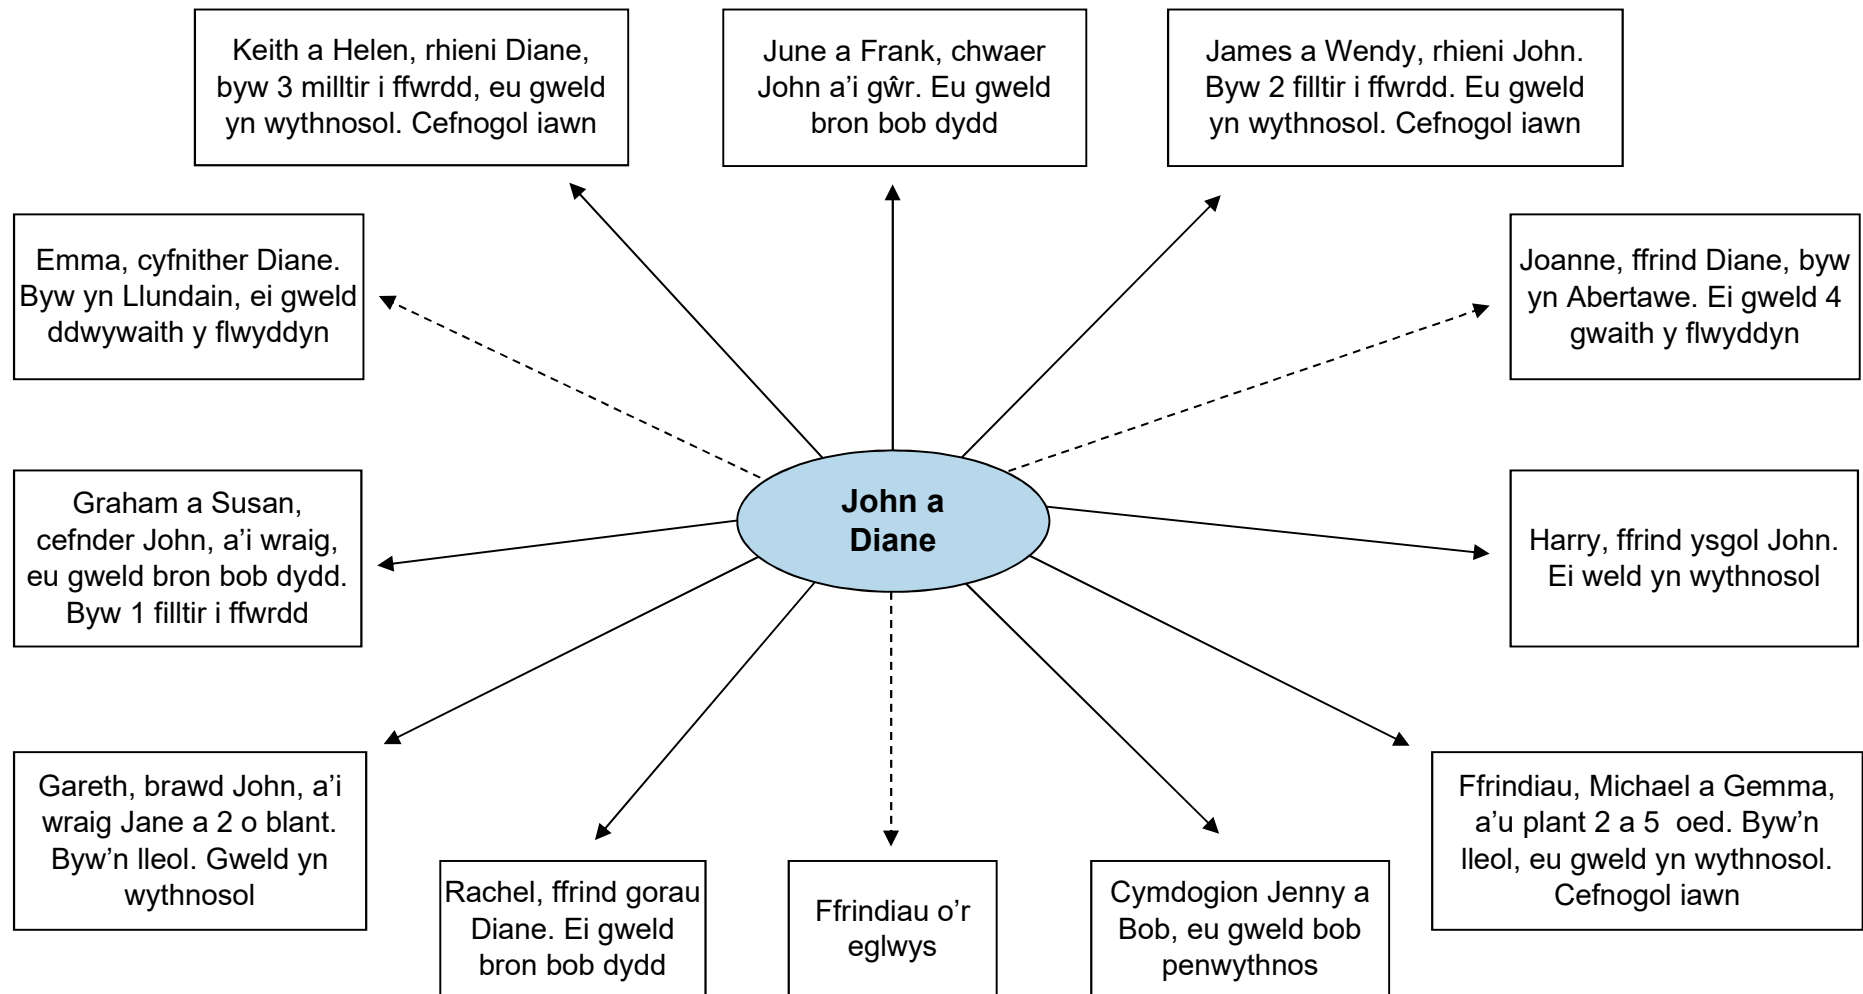 Keith a Helen, rhieni Diane,
byw 3 milltir i ffwrdd, eu gweld
yn wythnosol. Cefnogol iawn
June a Frank, chwaer
John a’i gŵr. Eu gweld
bron bob dydd
James a Wendy, rhieni John.
Byw 2 filltir i ffwrdd. Eu gweld
yn wythnosol. Cefnogol iawn
Emma, cyfnither Diane.
Byw yn Llundain, ei gweld
ddwywaith y flwyddyn
Joanne, ffrind Diane, byw
yn Abertawe. Ei gweld 4
gwaith y flwyddyn
Graham a Susan,
cefnder John, a’i wraig,
eu gweld bron bob dydd.
Byw 1 filltir i ffwrdd
John a
Diane
Harry, ffrind ysgol John.
Ei weld yn wythnosol
Gareth, brawd John, a’i
wraig Jane a 2 o blant.
Byw’n lleol. Gweld yn
wythnosol
Rachel, ffrind gorau
Diane. Ei gweld
bron bob dydd
Ffrindiau o’r
eglwys
Cymdogion Jenny a
Bob, eu gweld bob
penwythnos
Ffrindiau, Michael a Gemma,
a’u plant 2 a 5 oed. Byw’n
lleol, eu gweld yn wythnosol.
Cefnogol iawn